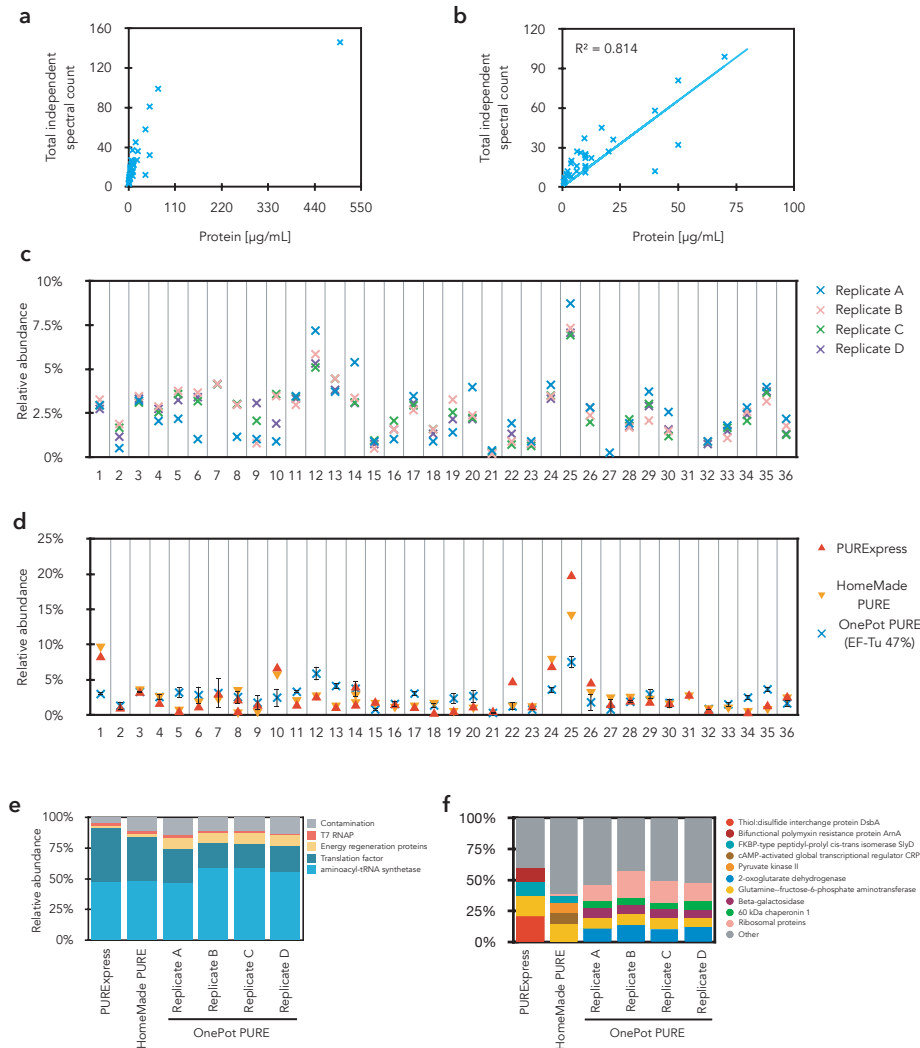 a
Total independent
spectral count
160
120
80
40
0
0 110 220 330 440 550
Protein [µg/mL]
b
R² = 0.814
Total independent
spectral count
120
90
60
30
0
0 25 50 75 100
Protein [µg/mL]
c
Relative abundance
10%
7.5%
5%
2.5%
0%
1 2 3 4 5 6 7 8 9 10 11 12 13 14 15 16 17 18 19 20 21 22 23 24 25 26 27 28 29 30 31 32 33 34 35 36
Replicate A
Replicate B
Replicate C
Replicate D
d
Relative abundance
25%
20%
15%
10%
5%
0%
1 2 3 4 5 6 7 8 9 10 11 12 13 14 15 16 17 18 19 20 21 22 23 24 25 26 27 28 29 30 31 32 33 34 35 36
PURExpress
HomeMade
PURE
OnePot PURE
(EF-Tu 47%)
e
Relative abundance
100%
75%
50%
25%
0%
PURExpress
HomeMade PURE
Replicate A
Replicate B
Replicate C
Replicate D
OnePot PURE
Contamination
T7 RNAP
Energy regeneration proteins
Translation factor
aminoacyl-tRNA synthetase
f
100%
75%
50%
25%
0%
PURExpress
HomeMade PURE
Replicate A
Replicate B
Replicate C
Replicate D
OnePot PURE
Thiol:disulfide interchange protein DsbA
Bifunctional polymyxin resistance protein ArnA
FKBP-type peptidyl-prolyl cis-trans isomerase SlyD
cAMP-activated global transcriptional regulator CRP
Pyruvate kinase II
2-oxoglutarate dehydrogenase
Glutamine–fructose-6-phosphate aminotransferase
Beta-galactosidase
60 kDa chaperonin 1
Ribosomal proteins
Other